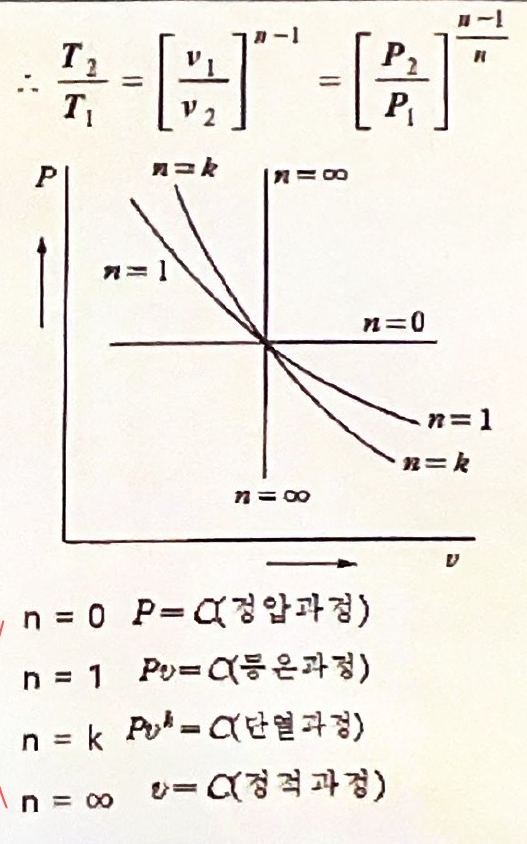 ∴ T₂/T₁ = [v₁/v₂]ⁿ⁻¹ = [P₂/P₁]^((n−1)/n)
P
n=k
n=∞
n=1
n=0
n=1
n=k
n=∞
v
n = 0 P=C(정압과정)
n = 1 Pv=C(등온과정)
n = k Pvᵏ=C(단열과정)
n = ∞ v=C(정적과정)